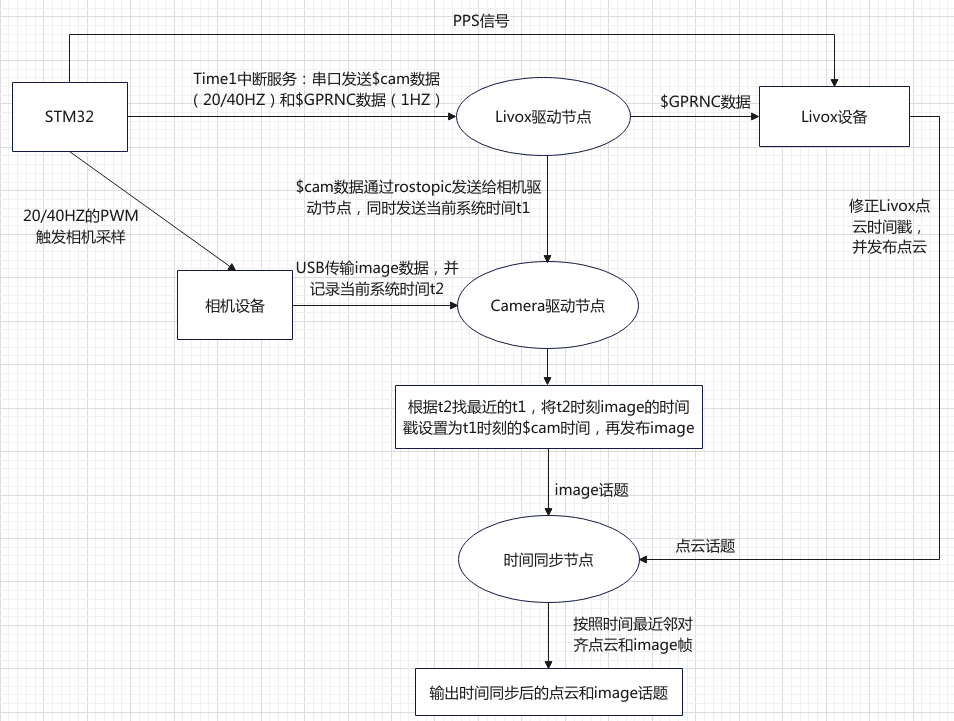 PPS信号
Time1中断服务：串口发送$cam数据
（20/40HZ）和$GPRNC数据（1HZ）
STM32
Livox驱动节点
$GPRNC数据
Livox设备
$cam数据通过rostopic发送给相机驱
动节点，同时发送当前系统时间t1
20/40HZ的PWM
触发相机采样
修正Livox点
云时间戳，
并发布点云
USB传输image数据，并
记录当前系统时间t2
相机设备
Camera驱动节点
根据t2找最近的t1，将t2时刻image的时间
戳设置为t1时刻的$cam时间，再发布image
image话题
点云话题
时间同步节点
按照时间最近邻对
齐点云和image帧
输出时间同步后的点云和image话题